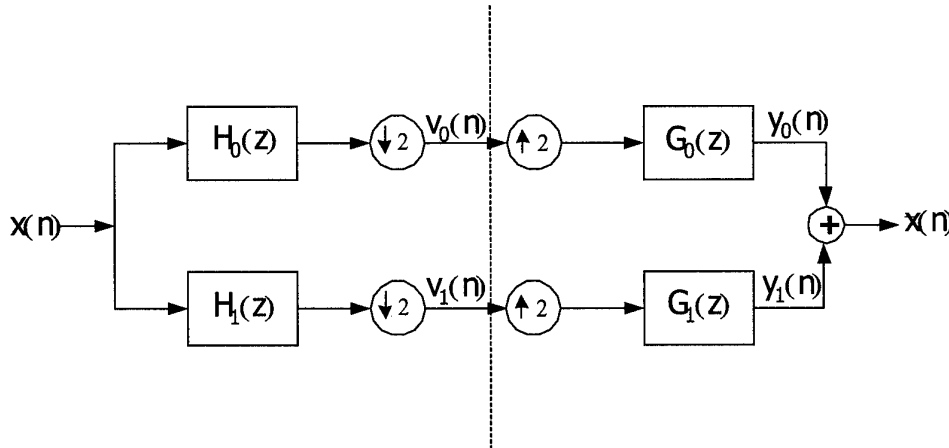 H₀(z) ↓2 v₀(n) ↑2 G₀(z) y₀(n)
x(n) + x(n)
H₁(z) ↓2 v₁(n) ↑2 G₁(z) y₁(n)